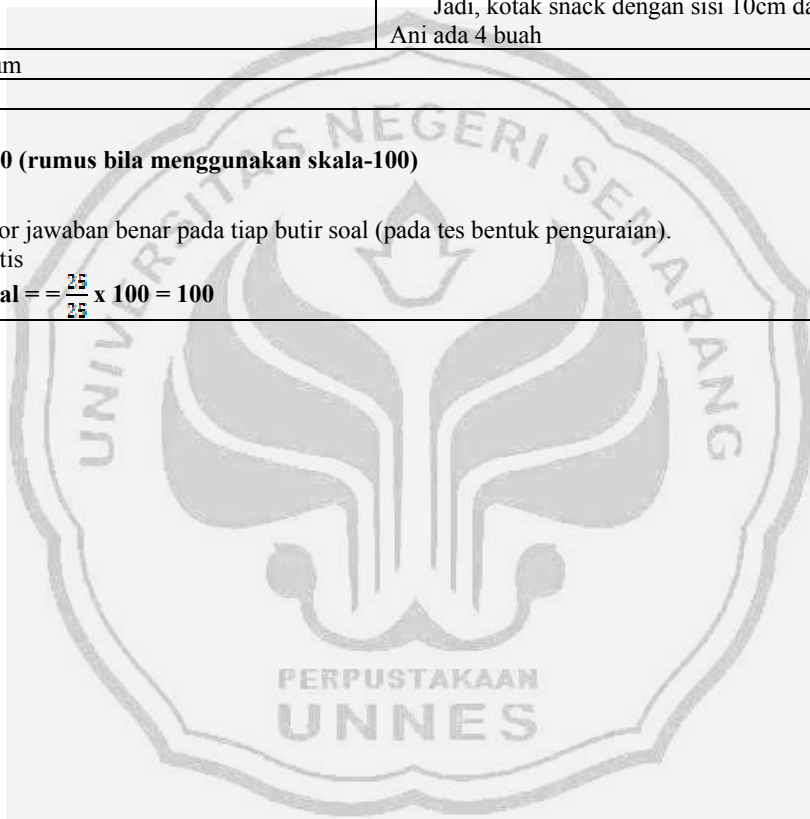 Jadi, kotak snack dengan sisi 10cm da
Ani ada 4 buah
um
0 (rumus bila menggunakan skala-100)
or jawaban benar pada tiap butir soal (pada tes bentuk penguraian).
tis
al = = 25/25 x 100 = 100
UNIVERSITAS NEGERI SEMARANG
PERPUSTAKAAN
UNNES